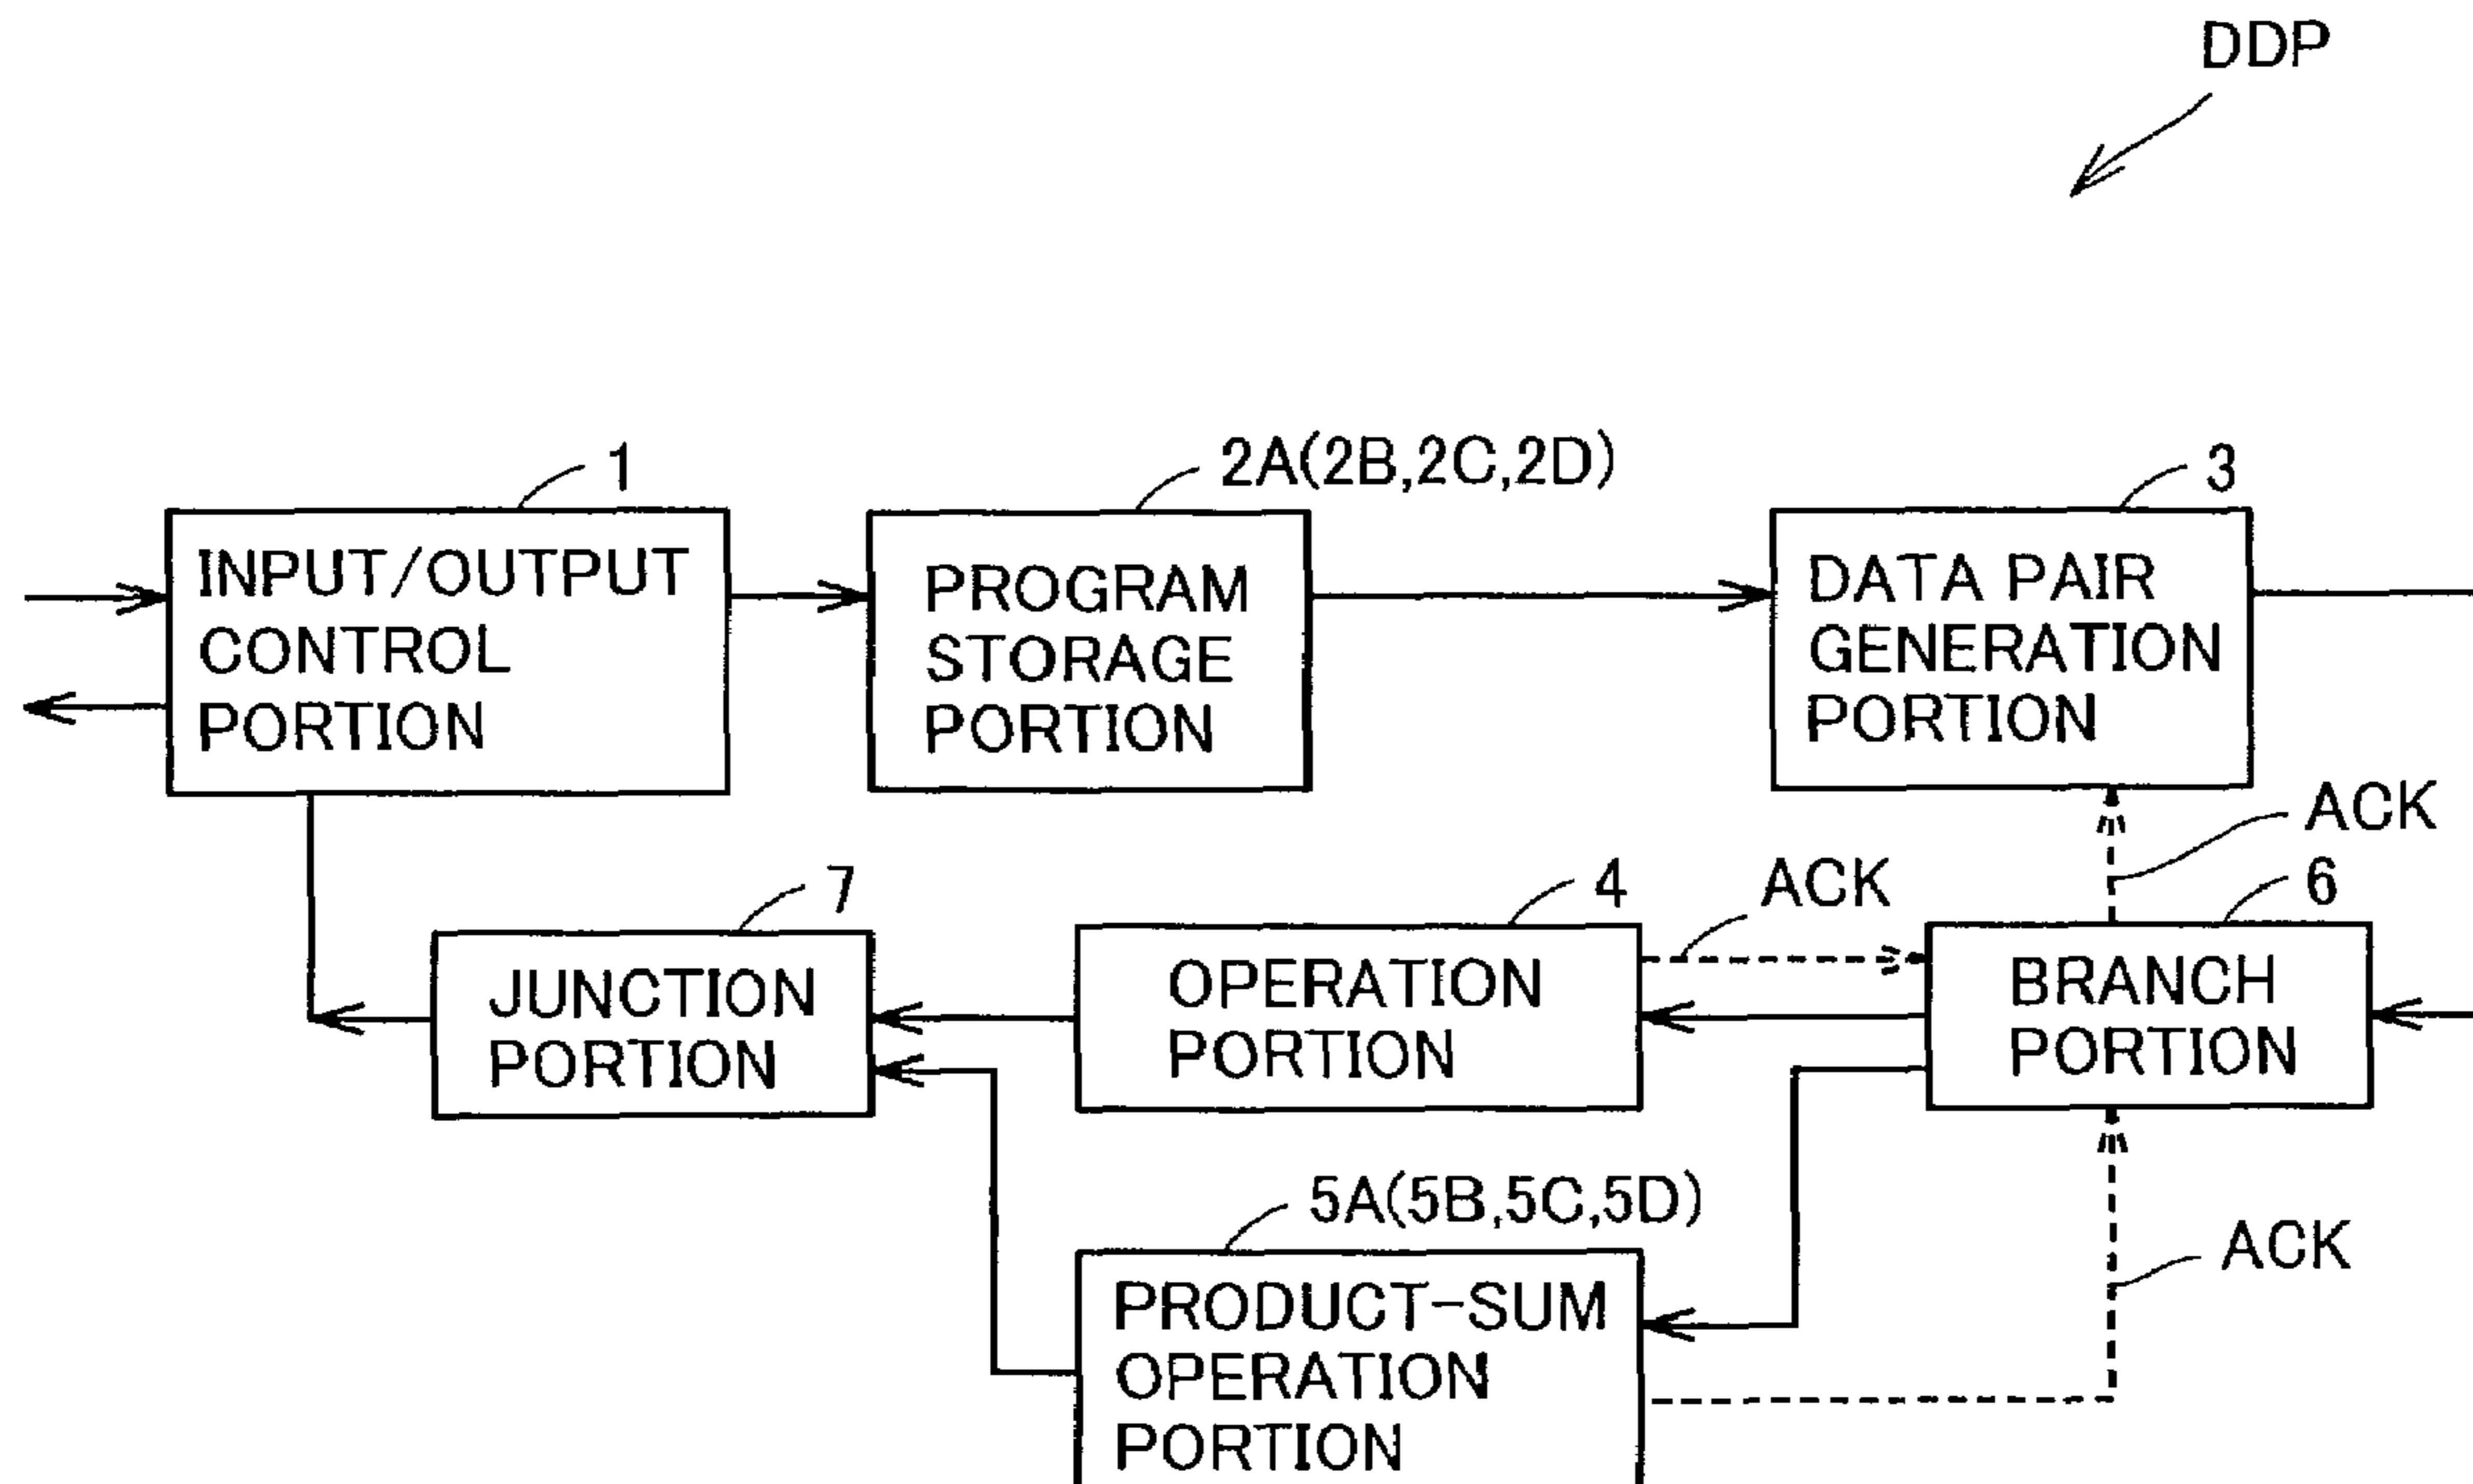 DDP
1
2A(2B,2C,2D)
3
INPUT/OUTPUT
CONTROL
PORTION
PROGRAM
STORAGE
PORTION
DATA PAIR
GENERATION
PORTION
ACK
7
4
ACK
6
JUNCTION
PORTION
OPERATION
PORTION
BRANCH
PORTION
5A(5B,5C,5D)
ACK
PRODUCT-SUM
OPERATION
PORTION